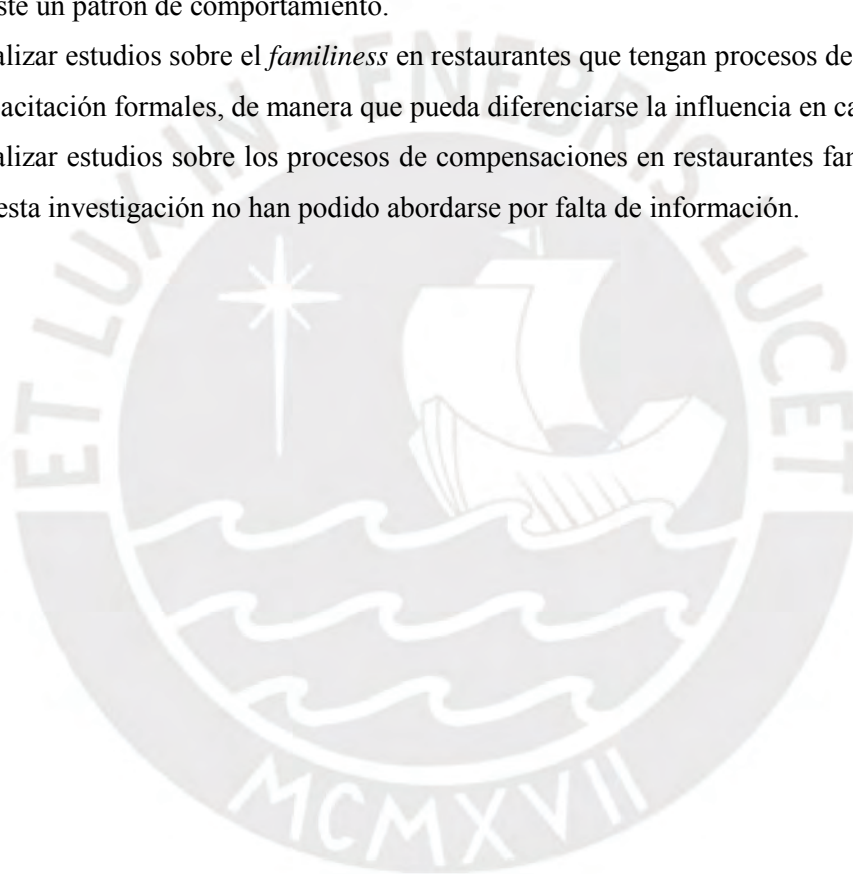 ste un patrón de comportamiento.
alizar estudios sobre el familiness en restaurantes que tengan procesos de
acitación formales, de manera que pueda diferenciarse la influencia en ca
alizar estudios sobre los procesos de compensaciones en restaurantes fam
esta investigación no han podido abordarse por falta de información.
ET LUX IN TENEBRIS LUCET
MCMXVII